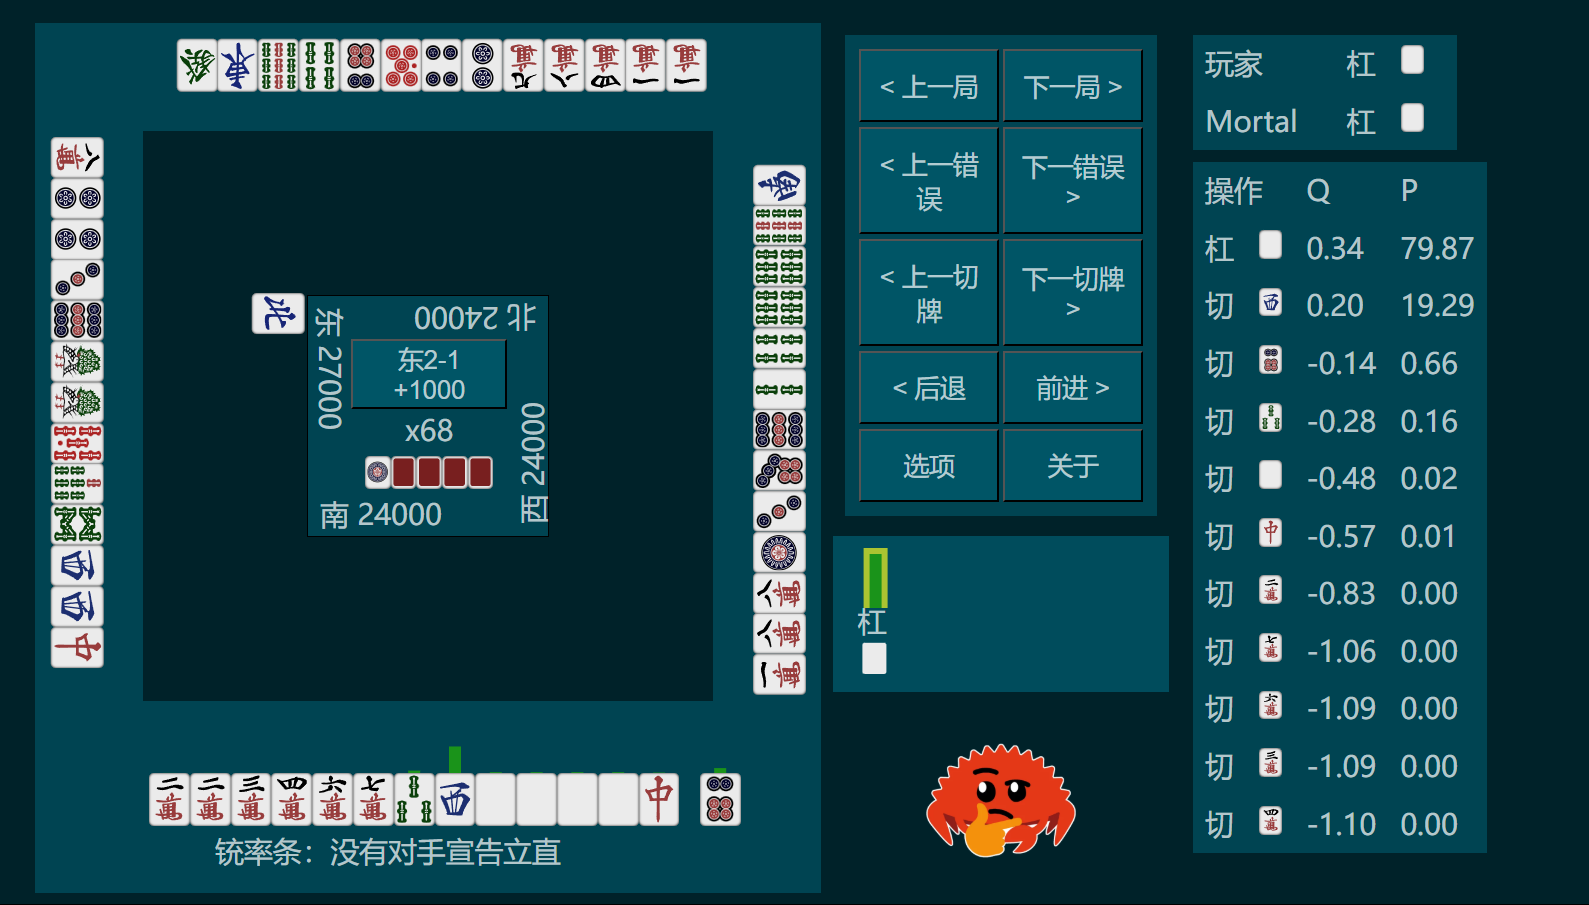 < 上一局
下一局 >
< 上一错误
下一错误 >
< 上一切牌
下一切牌 >
< 后退
前进 >
选项
关于
玩家 杠
Mortal 杠
操作 Q P
杠 0.34 79.87
切 0.20 19.29
切 -0.14 0.66
切 -0.28 0.16
切 -0.48 0.02
切 -0.57 0.01
切 -0.83 0.00
切 -1.06 0.00
切 -1.09 0.00
切 -1.09 0.00
切 -1.10 0.00
北 24000
东 27000
东2-1
+1000
x68
西 24000
南 24000
杠
铳率条：没有对手宣告立直